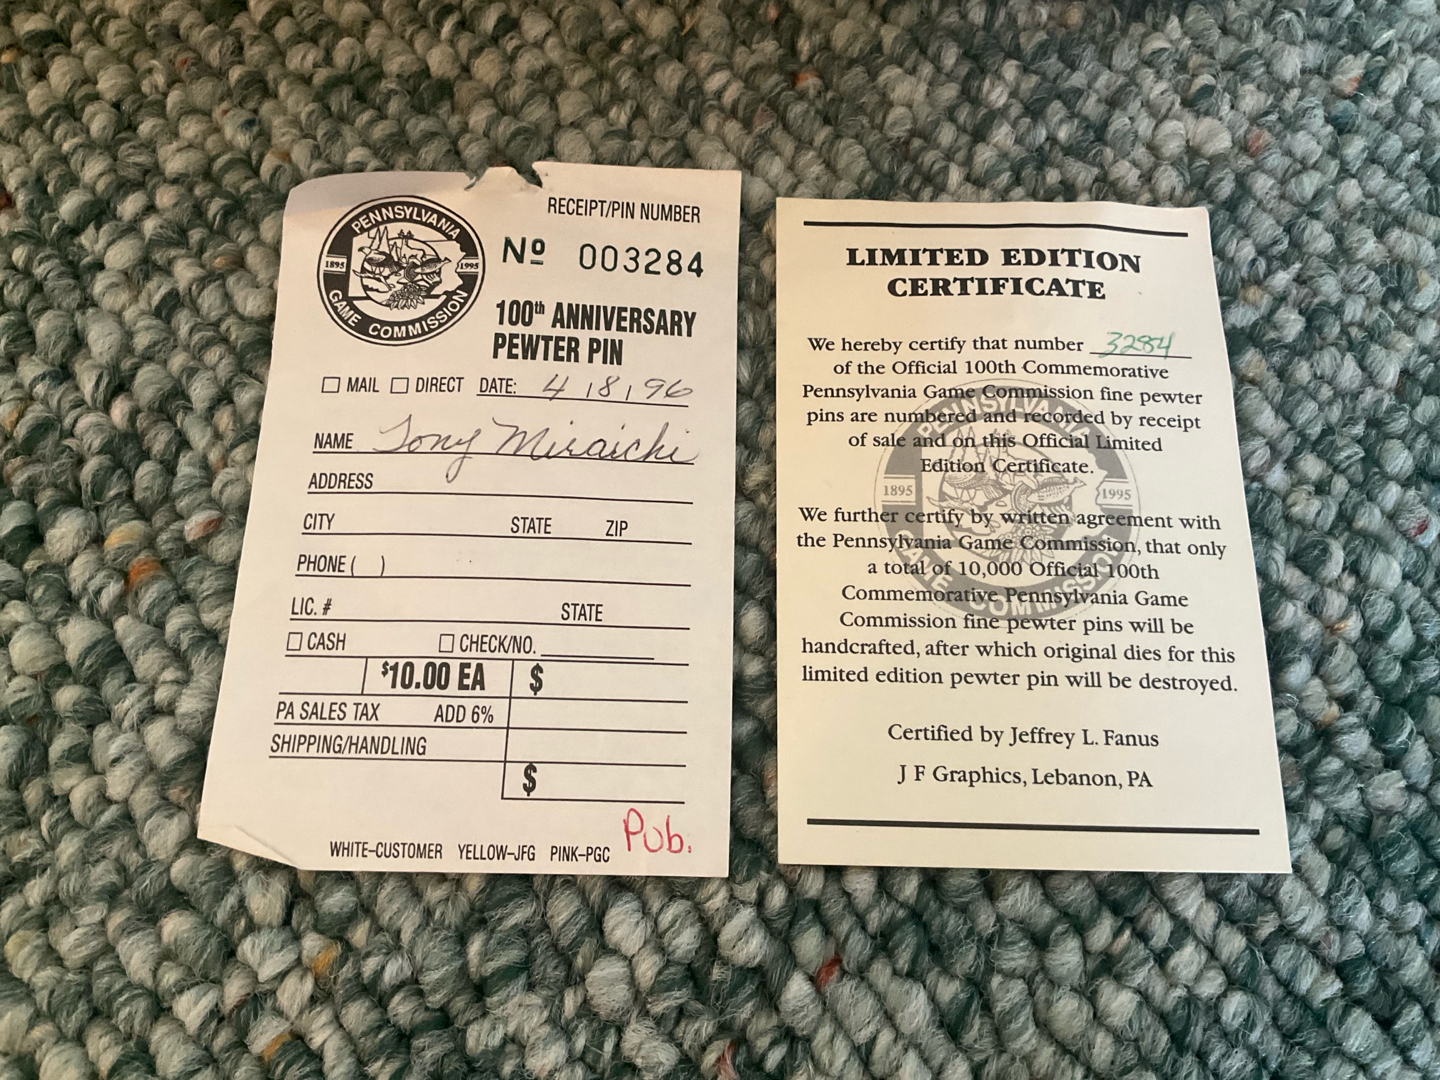 PENNSYLVANIA
1895 1995
GAME COMMISSION
RECEIPT/PIN NUMBER
Nº 003284
100th ANNIVERSARY
PEWTER PIN
MAIL DIRECT DATE: 4 18 1 96
NAME Tony Miraichi
ADDRESS
CITY STATE ZIP
PHONE ( )
LIC. # STATE
CASH CHECK/NO.
$10.00 EA $
PA SALES TAX ADD 6%
SHIPPING/HANDLING
$
Pub.
WHITE–CUSTOMER YELLOW–JFG PINK–PGC
LIMITED EDITION
CERTIFICATE
We hereby certify that number 3284
of the Official 100th Commemorative
Pennsylvania Game Commission fine pewter
pins are numbered and recorded by receipt
of sale and on this Official Limited
Edition Certificate.
PENNSYLVANIA
1895 1995
GAME COMMISSION
We further certify by written agreement with
the Pennsylvania Game Commission, that only
a total of 10,000 Official 100th
Commemorative Pennsylvania Game
Commission fine pewter pins will be
handcrafted, after which original dies for this
limited edition pewter pin will be destroyed.
Certified by Jeffrey L. Fanus
J F Graphics, Lebanon, PA